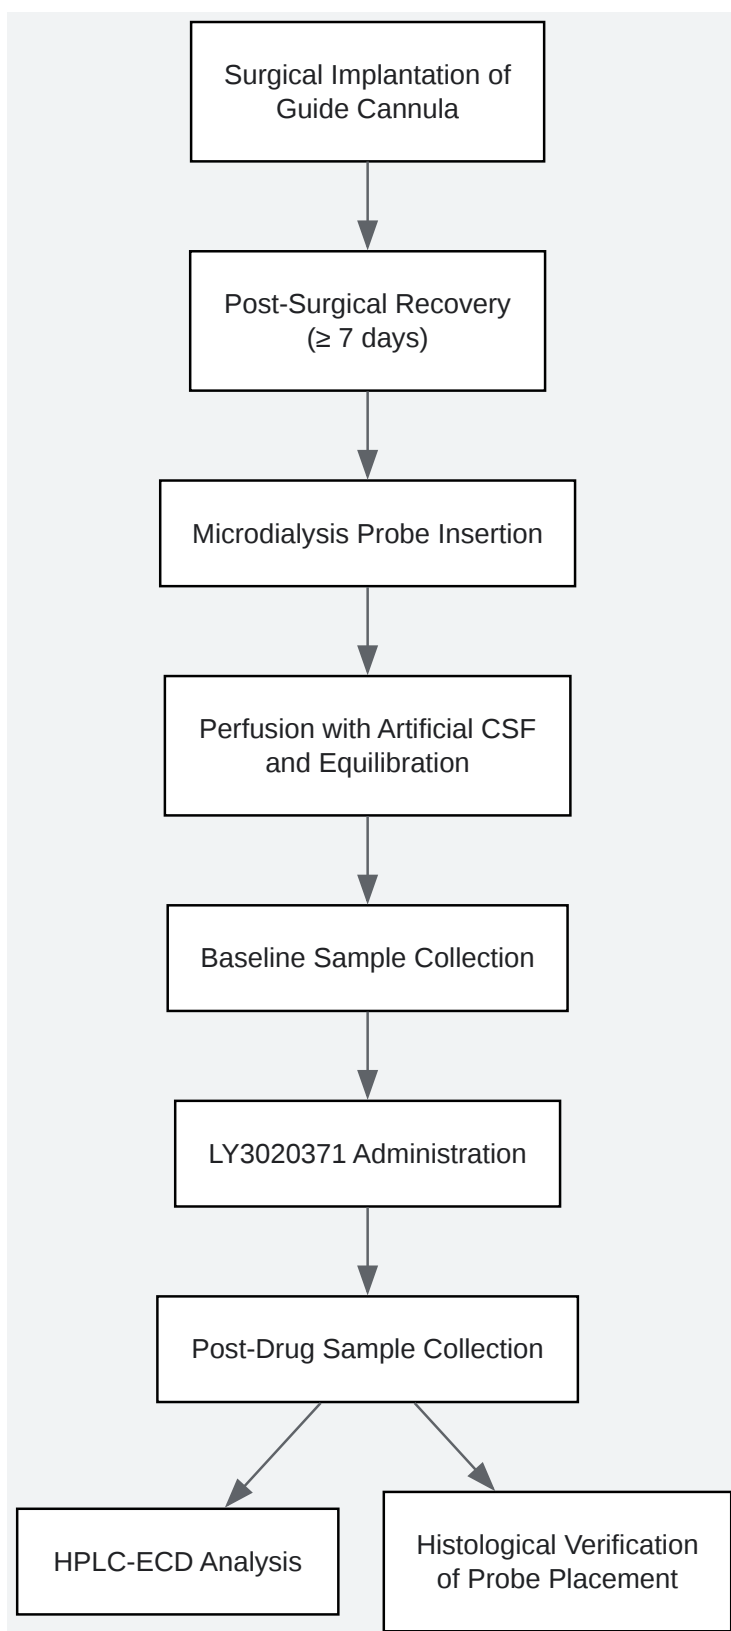 Surgical Implantation of
Guide Cannula
Post-Surgical Recovery
(≥ 7 days)
Microdialysis Probe Insertion
Perfusion with Artificial CSF
and Equilibration
Baseline Sample Collection
LY3020371 Administration
Post-Drug Sample Collection
HPLC-ECD Analysis
Histological Verification
of Probe Placement